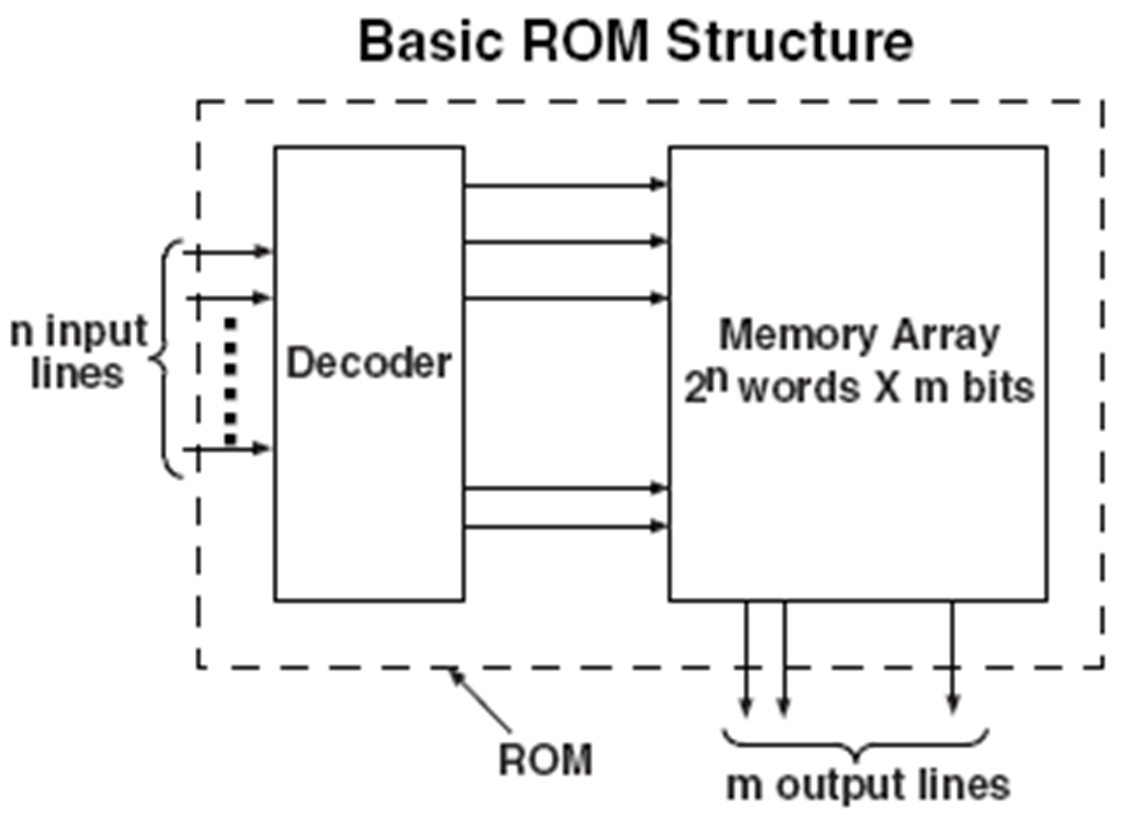 Basic ROM Structure
n input
lines
Decoder
Memory Array
2ⁿ words X m bits
ROM
m output lines